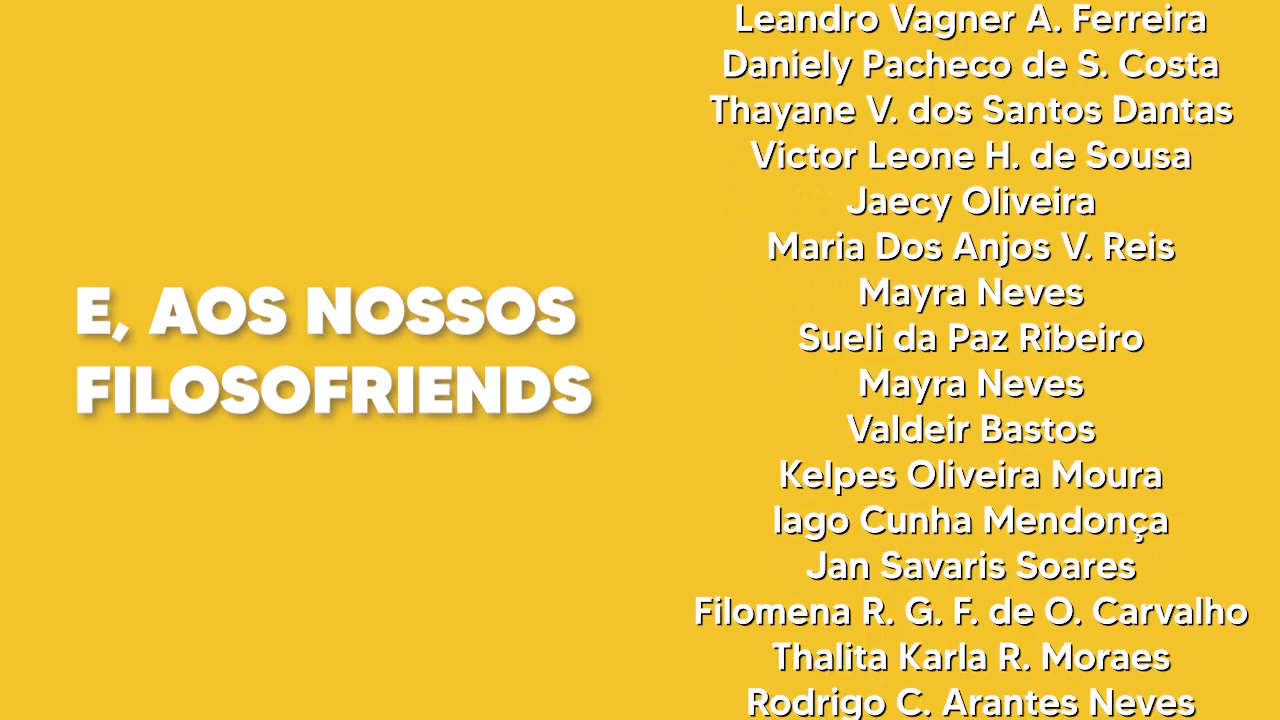 E, AOS NOSSOS
FILOSOFRIENDS
Leandro Vagner A. Ferreira
Daniely Pacheco de S. Costa
Thayane V. dos Santos Dantas
Victor Leone H. de Sousa
Jaecy Oliveira
Maria Dos Anjos V. Reis
Mayra Neves
Sueli da Paz Ribeiro
Mayra Neves
Valdeir Bastos
Kelpes Oliveira Moura
Iago Cunha Mendonça
Jan Savaris Soares
Filomena R. G. F. de O. Carvalho
Thalita Karla R. Moraes
Rodrigo C. Arantes Neves